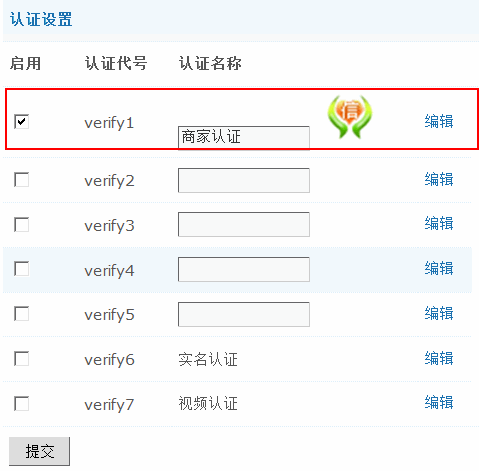 认证设置
启用 认证代号 认证名称
verify1 商家认证 信 编辑
verify2 编辑
verify3 编辑
verify4 编辑
verify5 编辑
verify6 实名认证 编辑
verify7 视频认证 编辑
提交